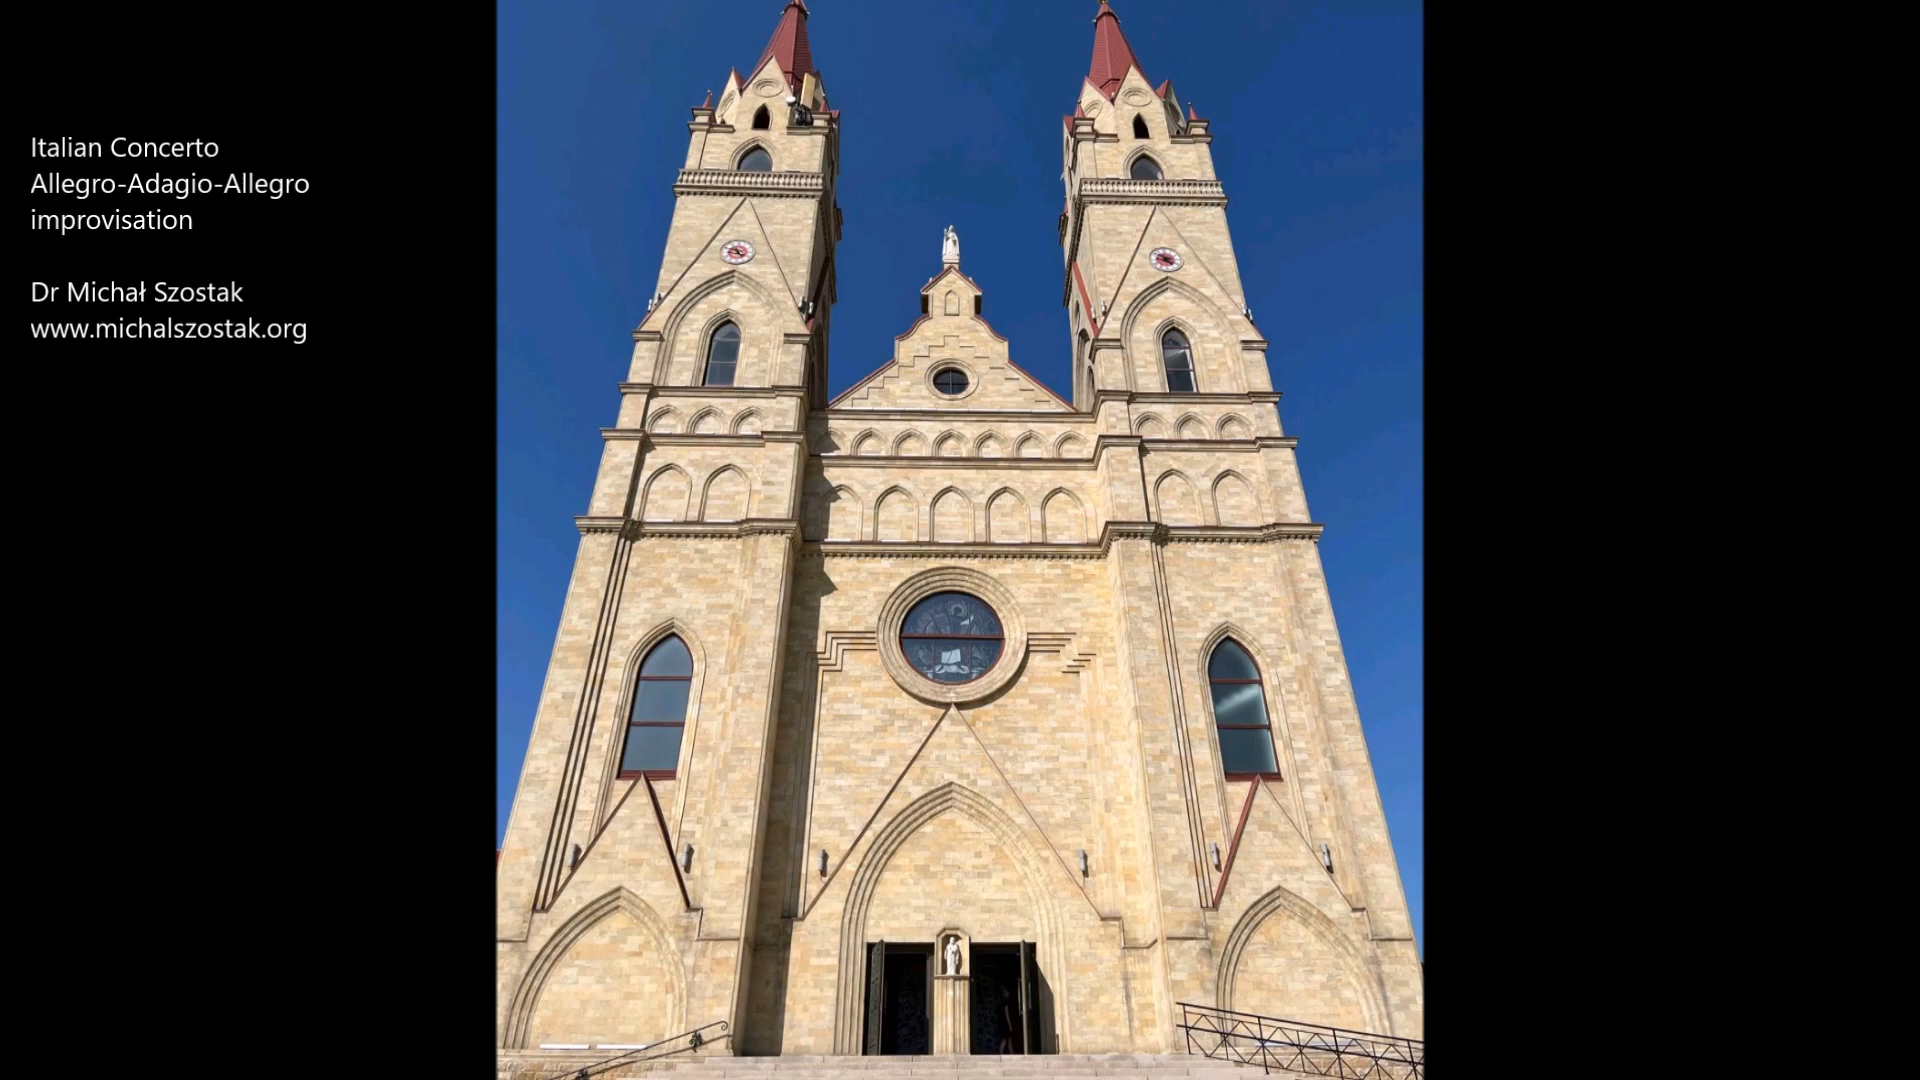 Italian Concerto
Allegro-Adagio-Allegro
improvisation
Dr Michał Szostak
www.michalszostak.org